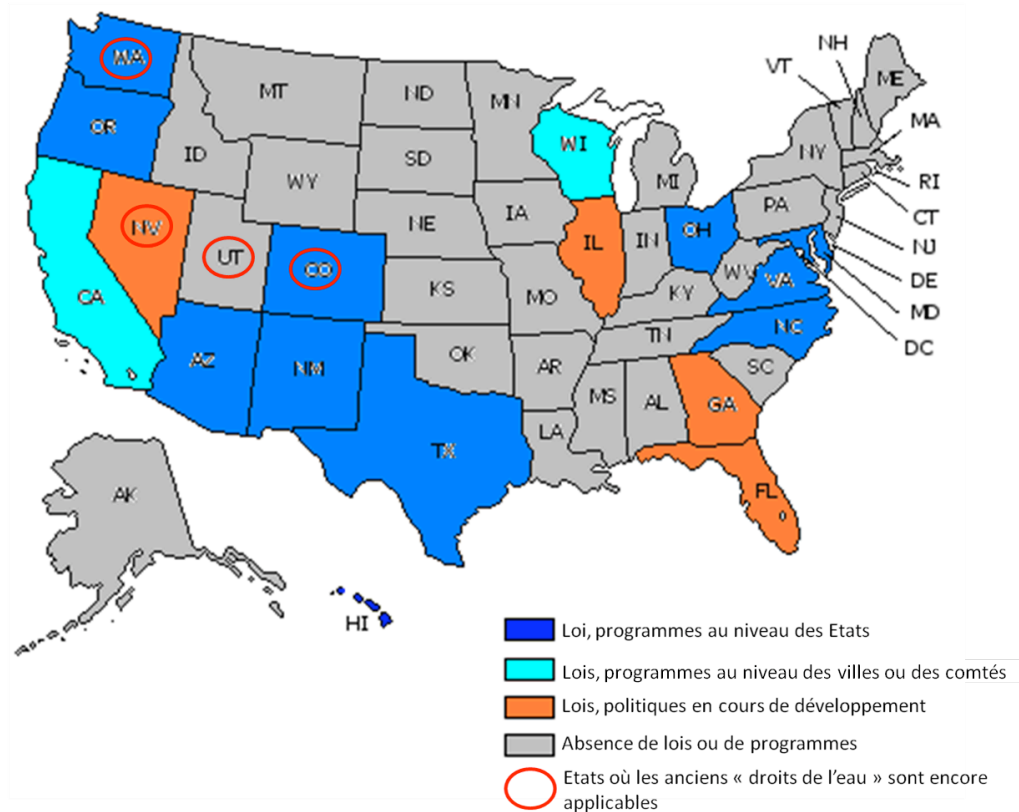 NH
VT
WA
ME
MT
ND
MN
OR
MA
WI
NY
ID
SD
MI
RI
WY
PA
CT
IA
NE
NV
IL
IN
OH
NJ
UT
CO
WV
VA
DE
CA
KS
MO
KY
MD
NC
TN
DC
AZ
NM
OK
AR
SC
MS
AL
GA
LA
TX
AK
FL
HI
Loi, programmes au niveau des Etats
Lois, programmes au niveau des villes ou des comtés
Lois, politiques en cours de développement
Absence de lois ou de programmes
Etats où les anciens « droits de l’eau » sont encore
applicables